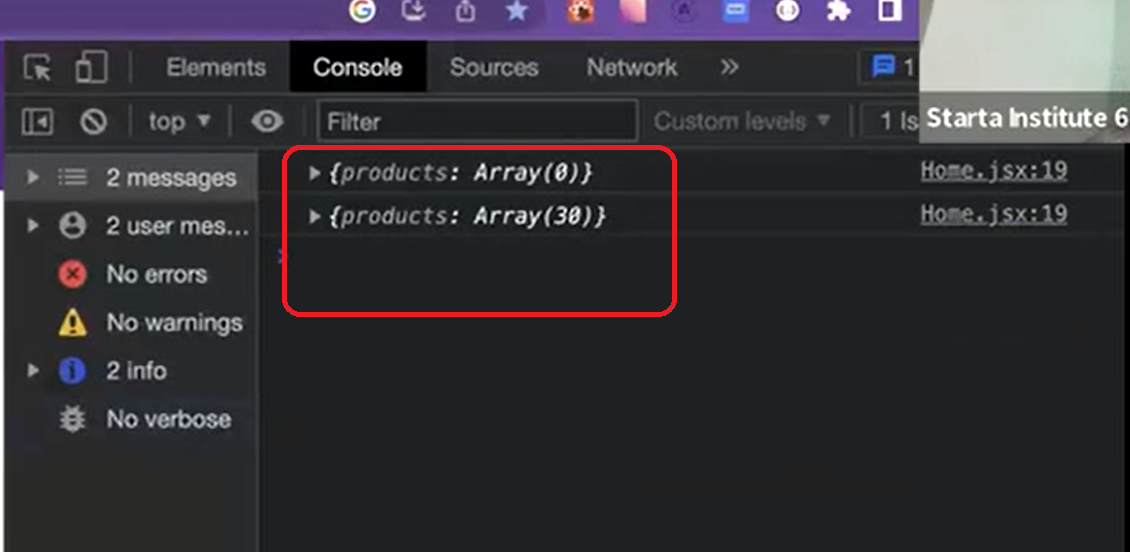 Elements Console Sources Network » 1
top ▼ Filter Custom levels ▼ 1 Is
Starta Institute 6
2 messages
2 user mes...
No errors
No warnings
2 info
No verbose
▶ {products: Array(0)} Home.jsx:19
▶ {products: Array(30)} Home.jsx:19